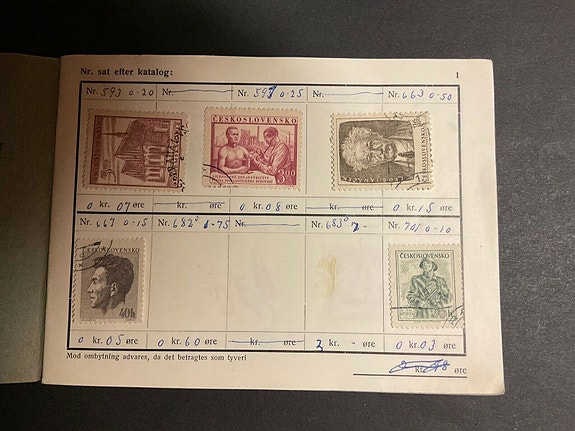 Nr. sat efter katalog: 1
Nr. 593 0-20 Nr. Nr. 597 0-25 Nr. Nr. 663 0-50
ČESKOSLOVENSKO
3,00
ČESKOSLOVENSKO
0 kr. 07 øre kr. øre 0 kr. 08 øre kr. øre 0 kr. 15 øre
Nr. 667 0-15 Nr. 682 1-75 Nr. Nr. 683 2- Nr. 701 0-10
ČESKOSLOVENSKO
40h
ČESKOSLOVENSKO
0 kr. 05 øre 0 kr. 60 øre kr. øre 3 kr. - øre 0 kr. 03 øre
Mod ombytning advares, da det betragtes som tyveri
kr. øre